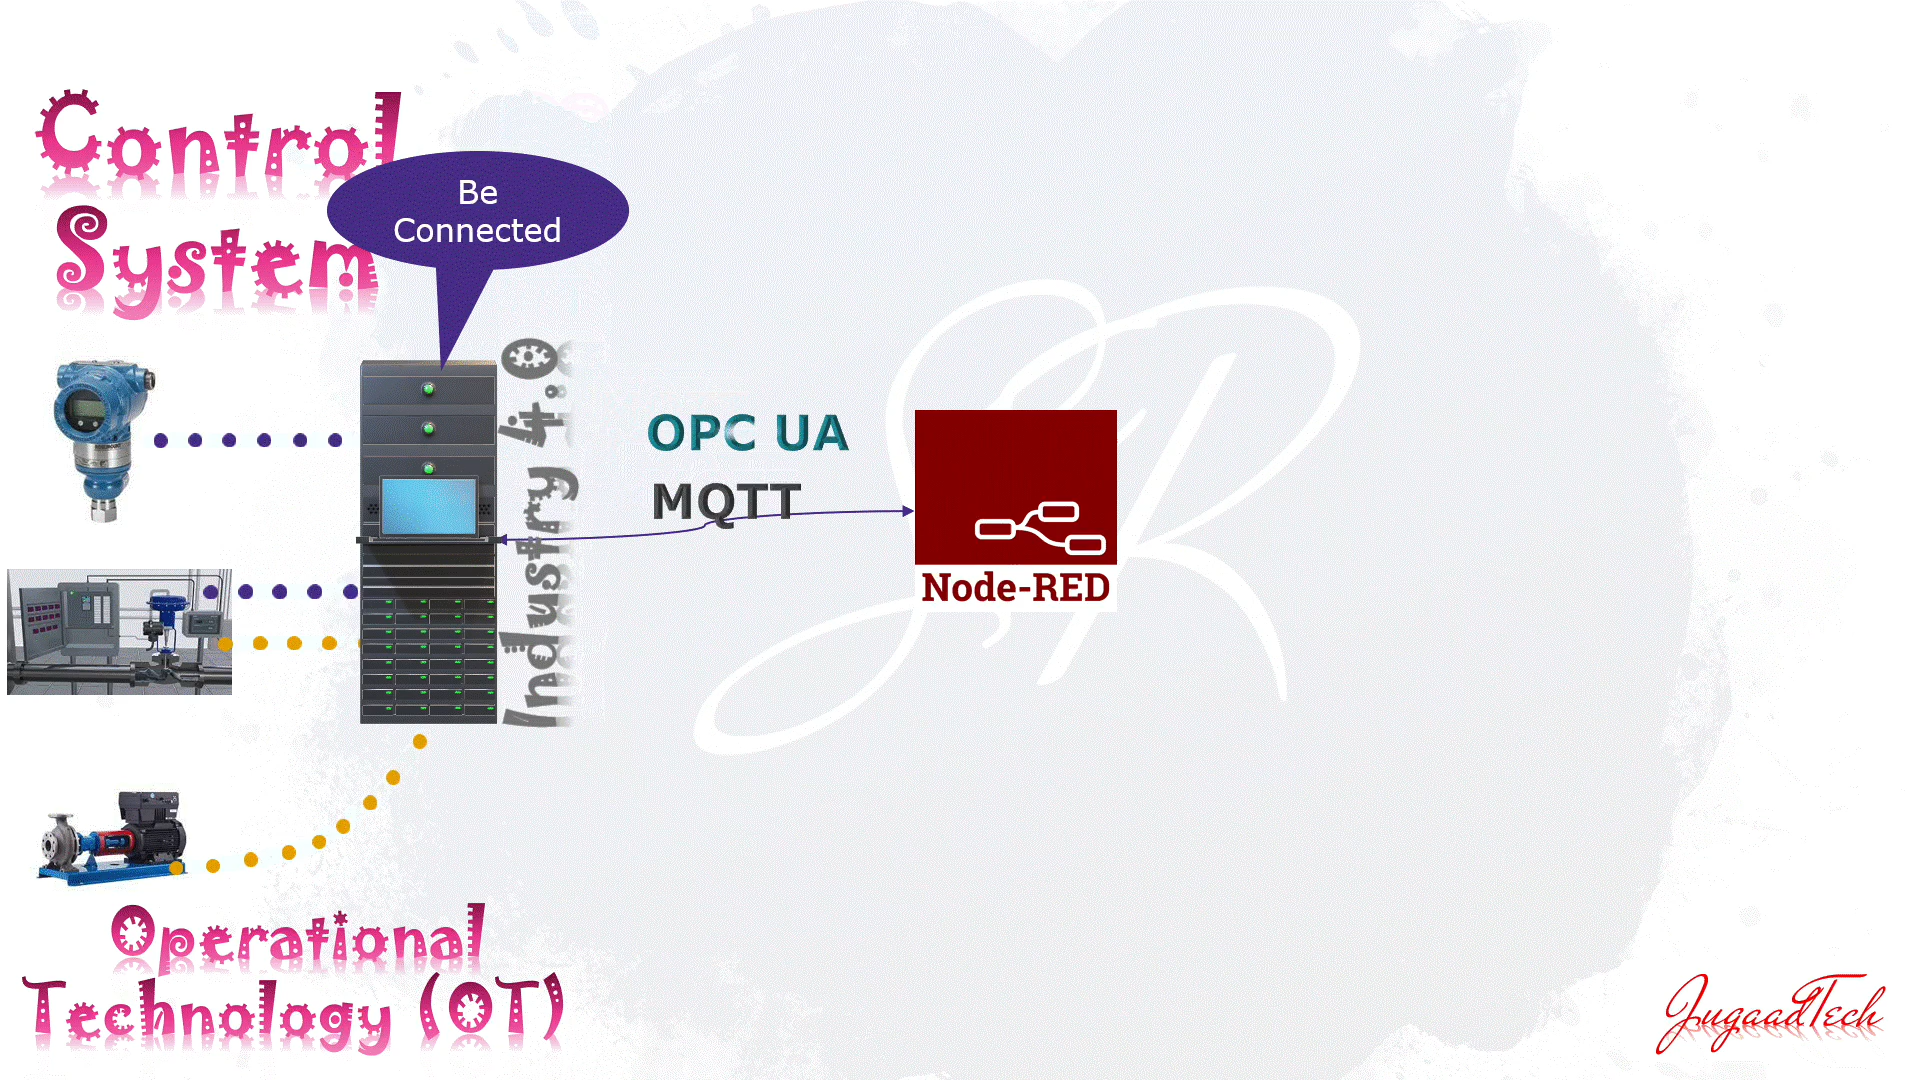 Control
System
Be
Connected
Industry 4.0
OPC UA
MQTT
Node-RED
Operational
Technology (OT)
JugaadTech